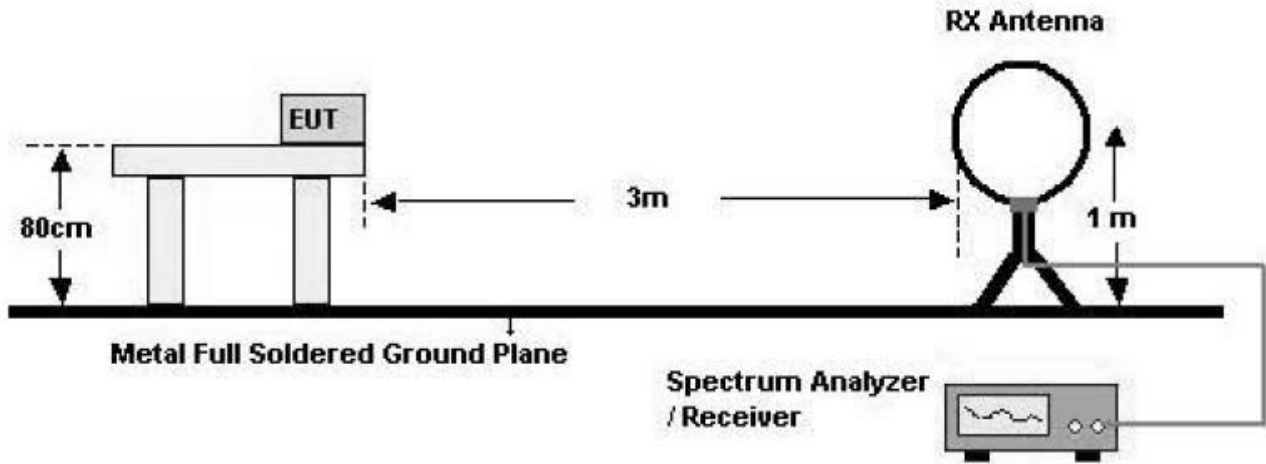 RX Antenna
EUT
80cm
3m
1 m
Metal Full Soldered Ground Plane
Spectrum Analyzer
/ Receiver